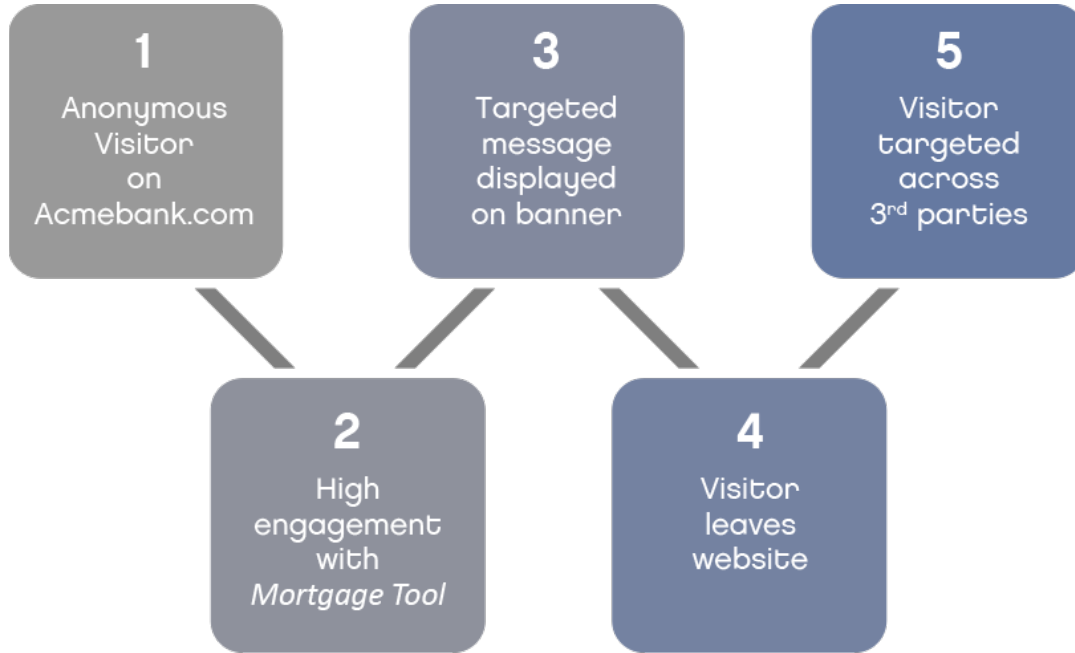 1
Anonymous
Visitor
on
Acmebank.com
2
High
engagement
with
Mortgage Tool
3
Targeted
message
displayed
on banner
4
Visitor
leaves
website
5
Visitor
targeted
across
3rd parties